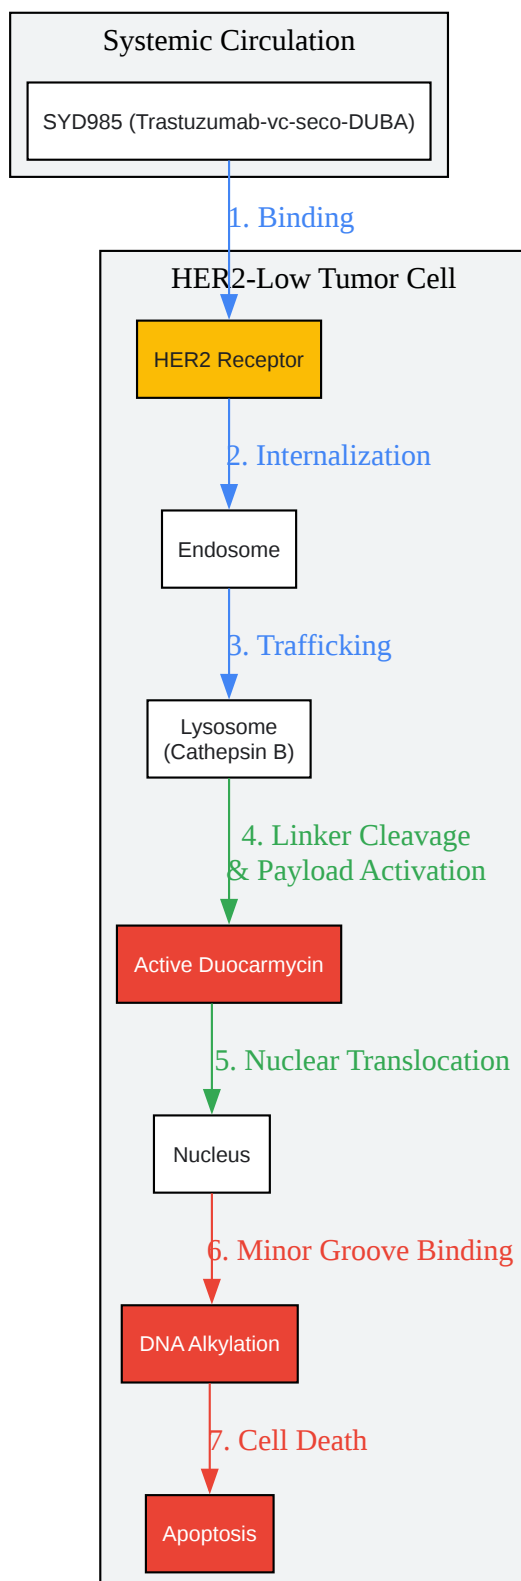 Systemic Circulation
SYD985 (Trastuzumab-vc-seco-DUBA)
1. Binding
HER2-Low Tumor Cell
HER2 Receptor
2. Internalization
Endosome
3. Trafficking
Lysosome
(Cathepsin B)
4. Linker Cleavage
& Payload Activation
Active Duocarmycin
5. Nuclear Translocation
Nucleus
6. Minor Groove Binding
DNA Alkylation
7. Cell Death
Apoptosis